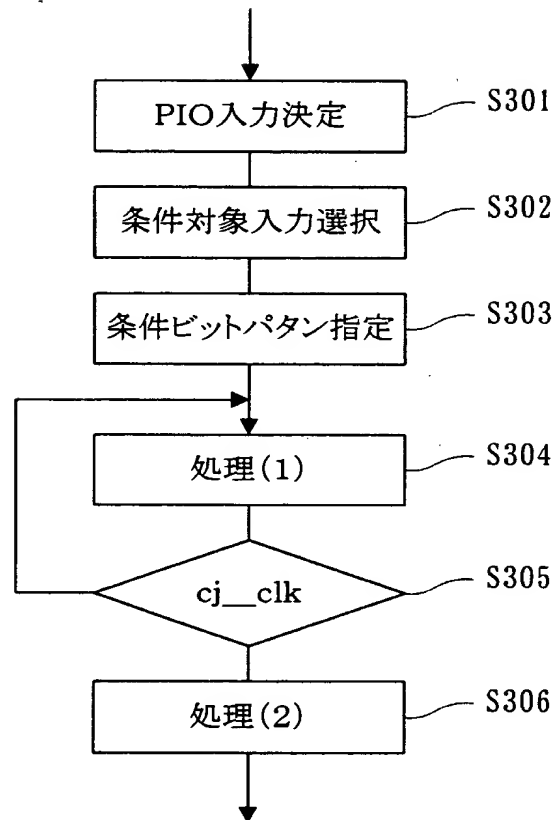 PIO入力決定
S301
条件対象入力選択
S302
条件ビットパタン指定
S303
処理(1)
S304
cj__clk
S305
処理(2)
S306